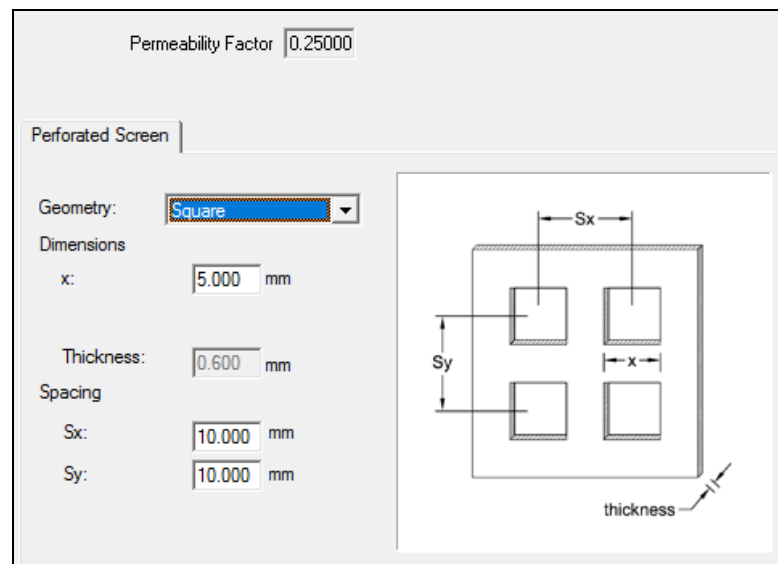 Permeability Factor 0.25000
Perforated Screen
Geometry: Square
Dimensions
x: 5.000 mm
Thickness: 0.600 mm
Spacing
Sx: 10.000 mm
Sy: 10.000 mm
Sx
Sy
x
thickness